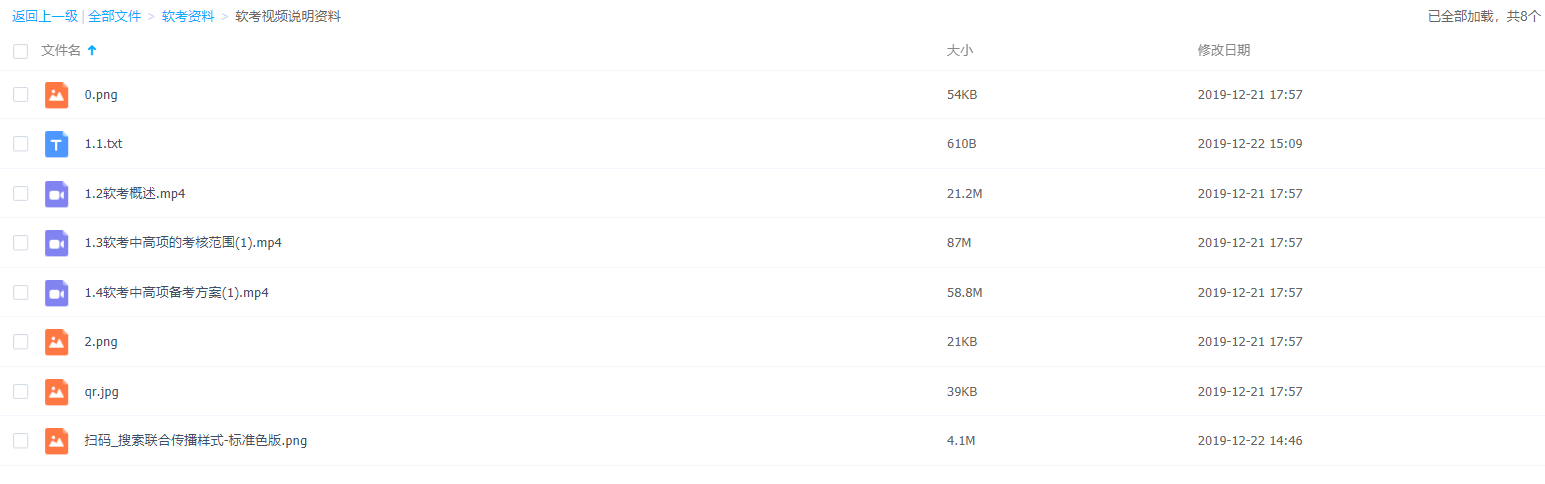 返回上一级 | 全部文件 > 软考资料 > 软考视频说明资料 已全部加载，共8个
文件名 大小 修改日期
0.png 54KB 2019-12-21 17:57
1.1.txt 610B 2019-12-22 15:09
1.2软考概述.mp4 21.2M 2019-12-21 17:57
1.3软考中高项的考核范围(1).mp4 87M 2019-12-21 17:57
1.4软考中高项备考方案(1).mp4 58.8M 2019-12-21 17:57
2.png 21KB 2019-12-21 17:57
qr.jpg 39KB 2019-12-21 17:57
扫码_搜索联合传播样式-标准色版.png 4.1M 2019-12-22 14:46